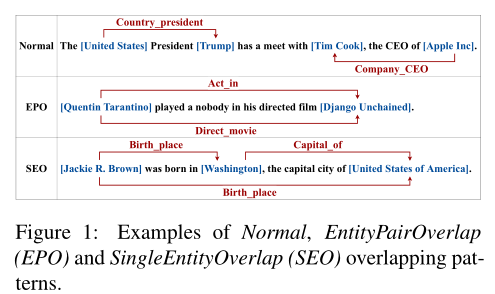 Country_president
Normal The [United States] President [Trump] has a meet with [Tim Cook], the CEO of [Apple Inc].
Company_CEO
Act_in
EPO [Quentin Tarantino] played a nobody in his directed film [Django Unchained].
Direct_movie
Birth_place Capital_of
SEO [Jackie R. Brown] was born in [Washington], the capital city of [United States of America].
Birth_place
Figure 1: Examples of Normal, EntityPairOverlap
(EPO) and SingleEntityOverlap (SEO) overlapping pat-
terns.